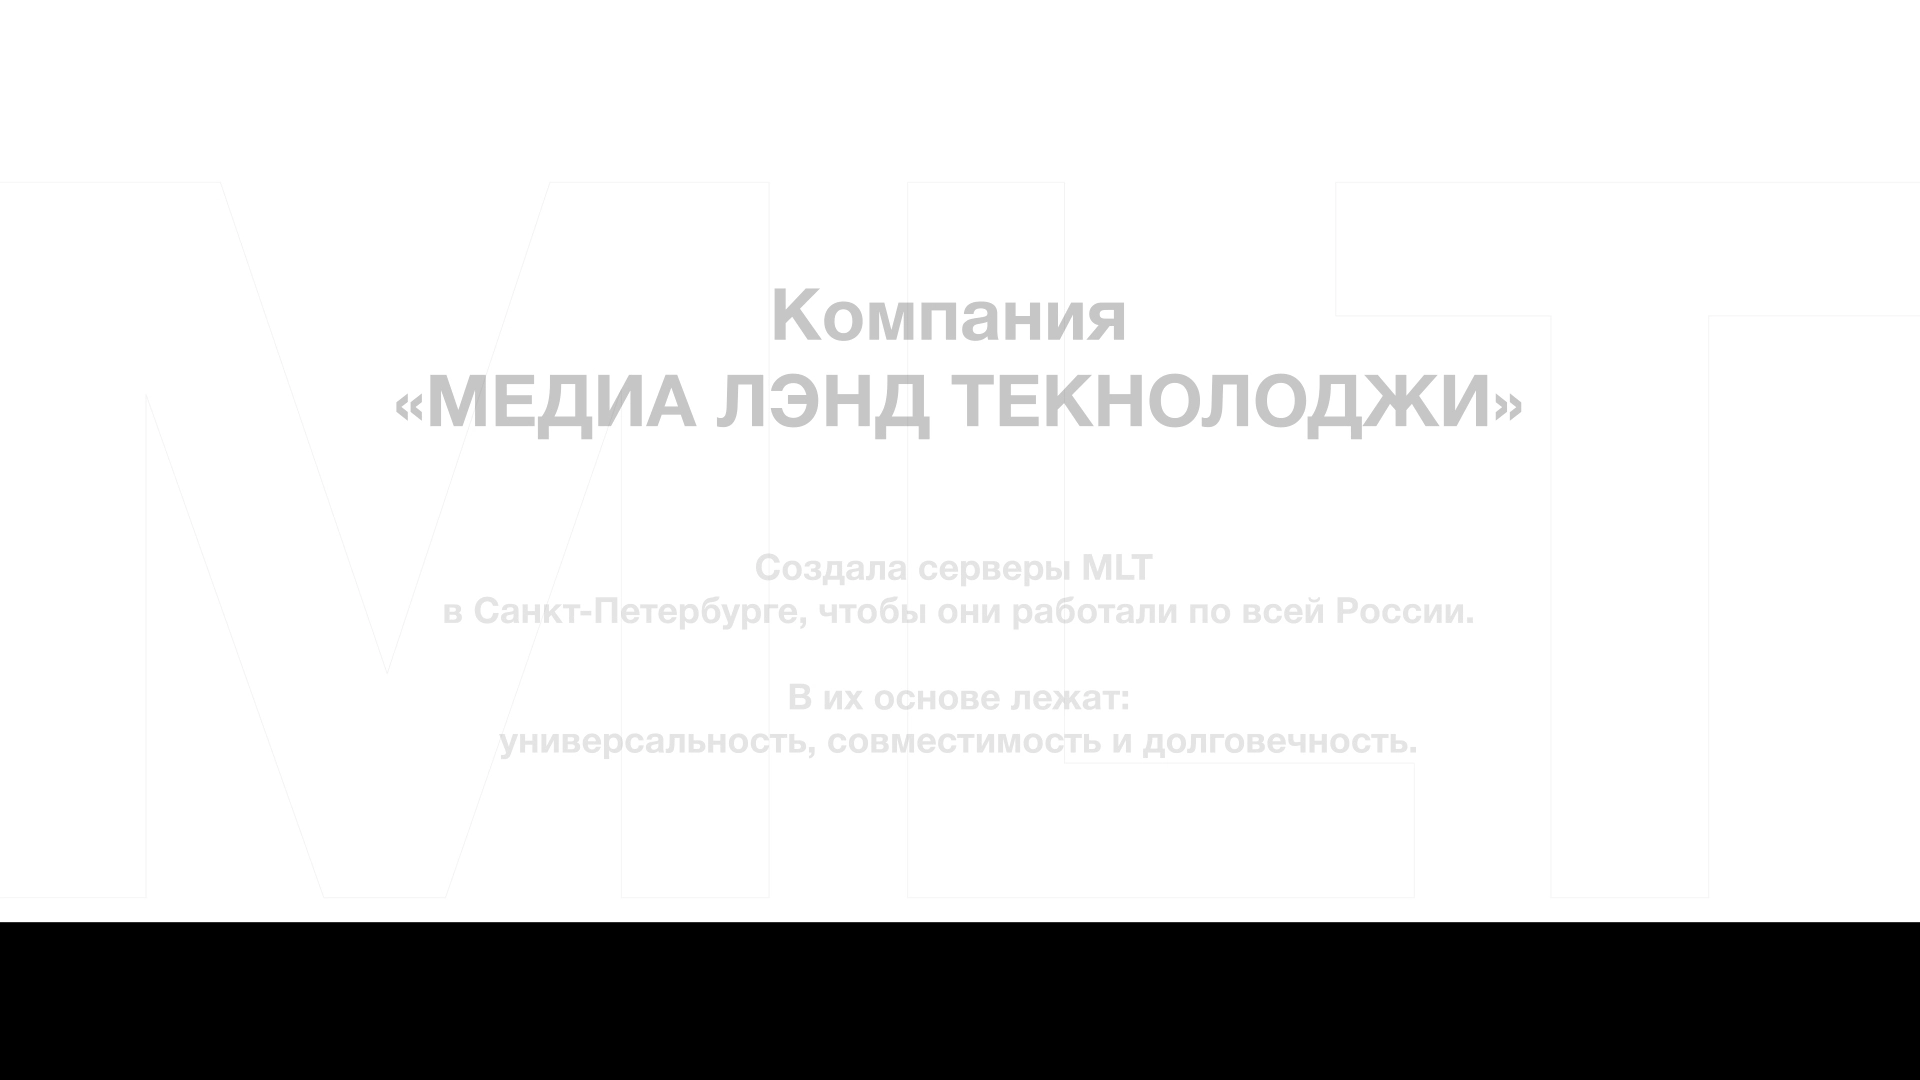 Компания
«МЕДИА ЛЭНД ТЕКНОЛОДЖИ»
Создала серверы MLT
в Санкт-Петербурге, чтобы они работали по всей России.
В их основе лежат:
универсальность, совместимость и долговечность.
MLT